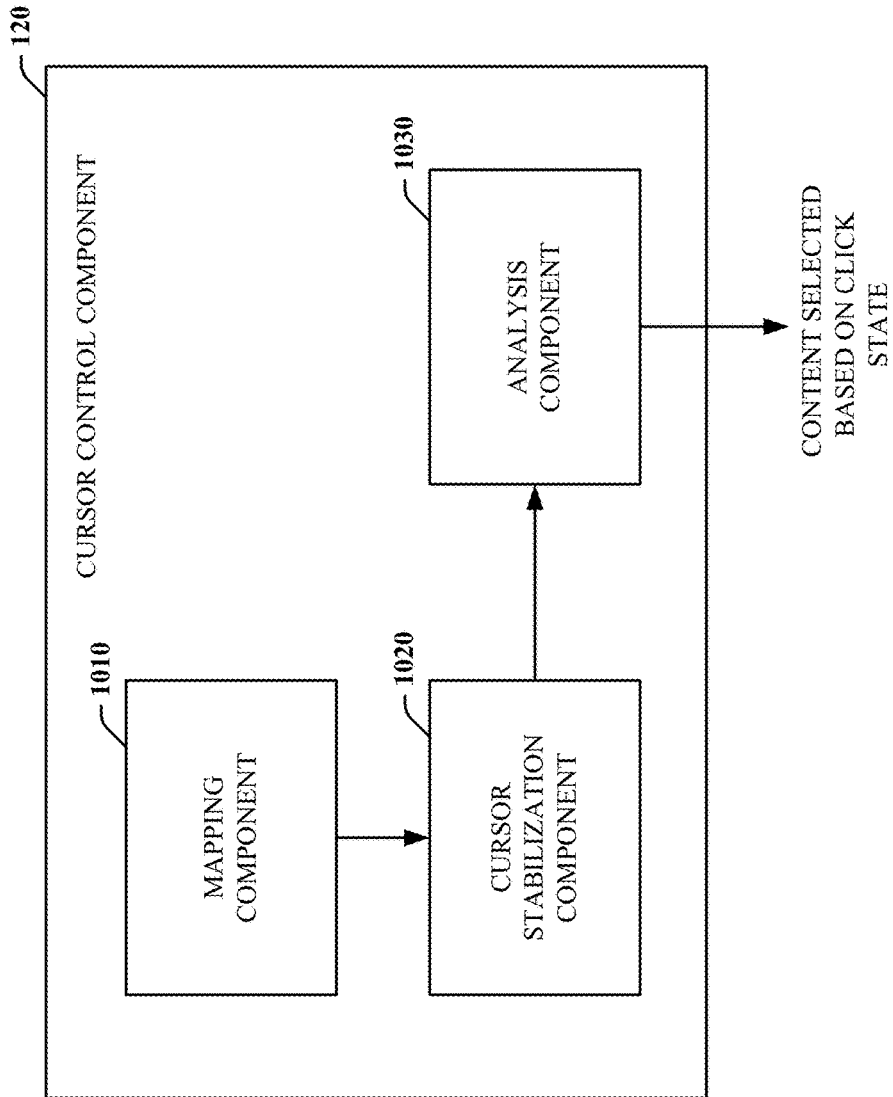 120
CURSOR CONTROL COMPONENT
1010
MAPPING
COMPONENT
1020
CURSOR
STABILIZATION
COMPONENT
1030
ANALYSIS
COMPONENT
CONTENT SELECTED
BASED ON CLICK
STATE